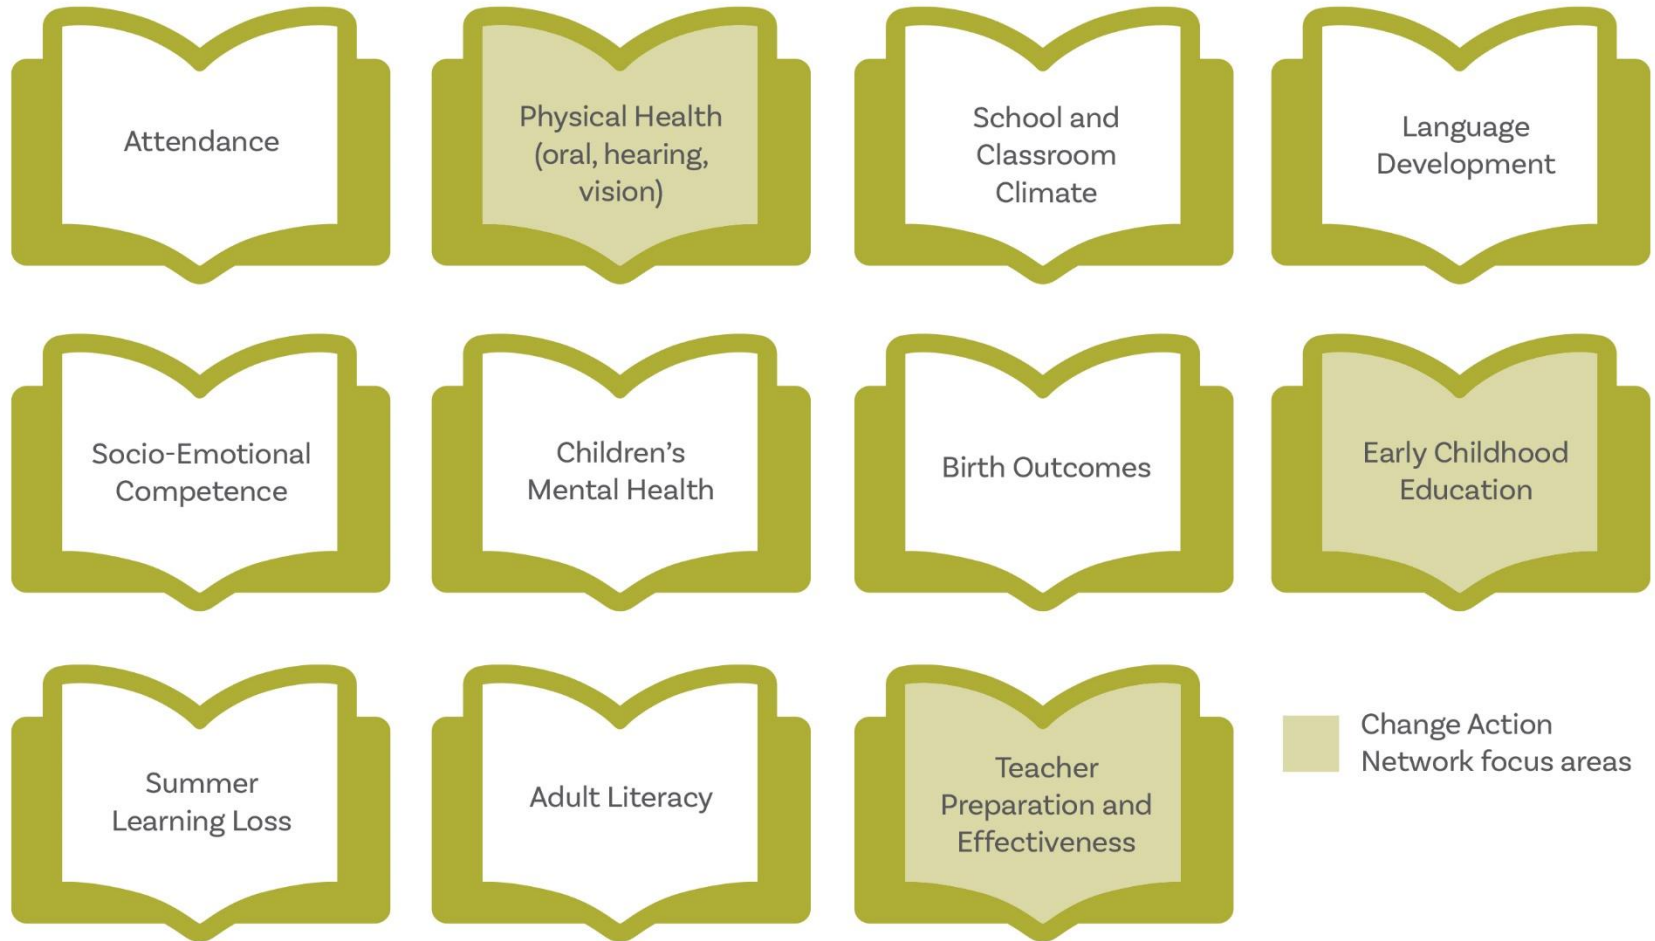 Attendance
Physical Health
(oral, hearing,
vision)
School and
Classroom
Climate
Language
Development
Socio-Emotional
Competence
Children’s
Mental Health
Birth Outcomes
Early Childhood
Education
Summer
Learning Loss
Adult Literacy
Teacher
Preparation and
Effectiveness
Change Action
Network focus areas